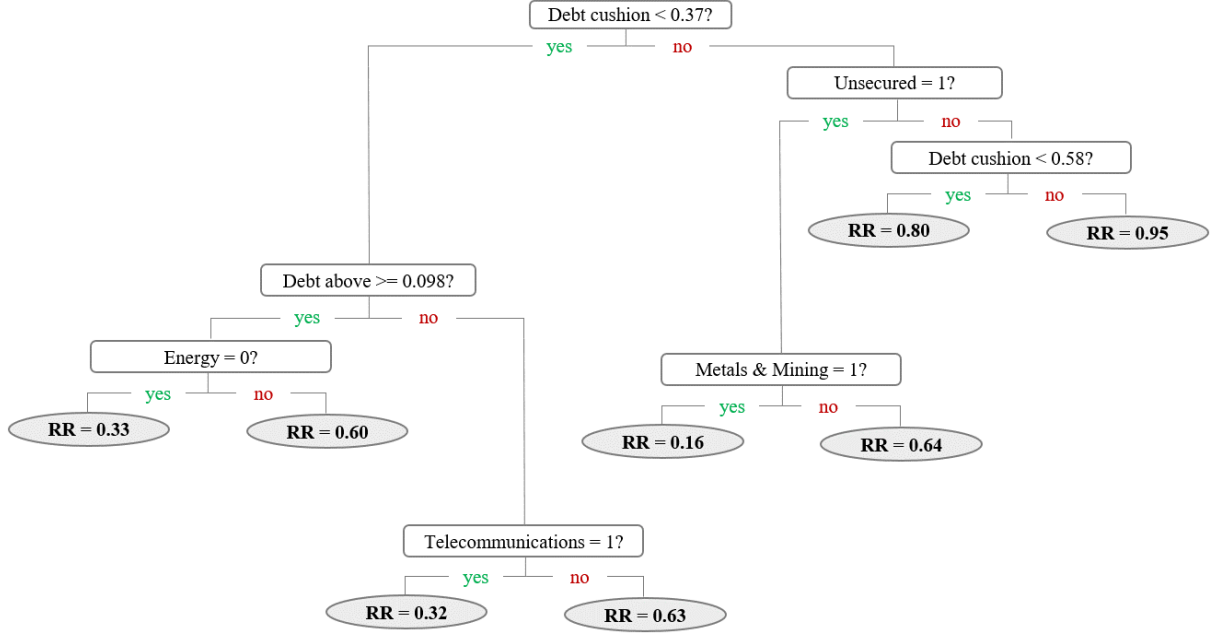 Debt cushion < 0.37?
yes
no
Unsecured = 1?
yes
no
Debt cushion < 0.58?
yes
no
RR = 0.80
RR = 0.95
Debt above >= 0.098?
yes
no
Energy = 0?
yes
no
RR = 0.33
RR = 0.60
Metals & Mining = 1?
yes
no
RR = 0.16
RR = 0.64
Telecommunications = 1?
yes
no
RR = 0.32
RR = 0.63